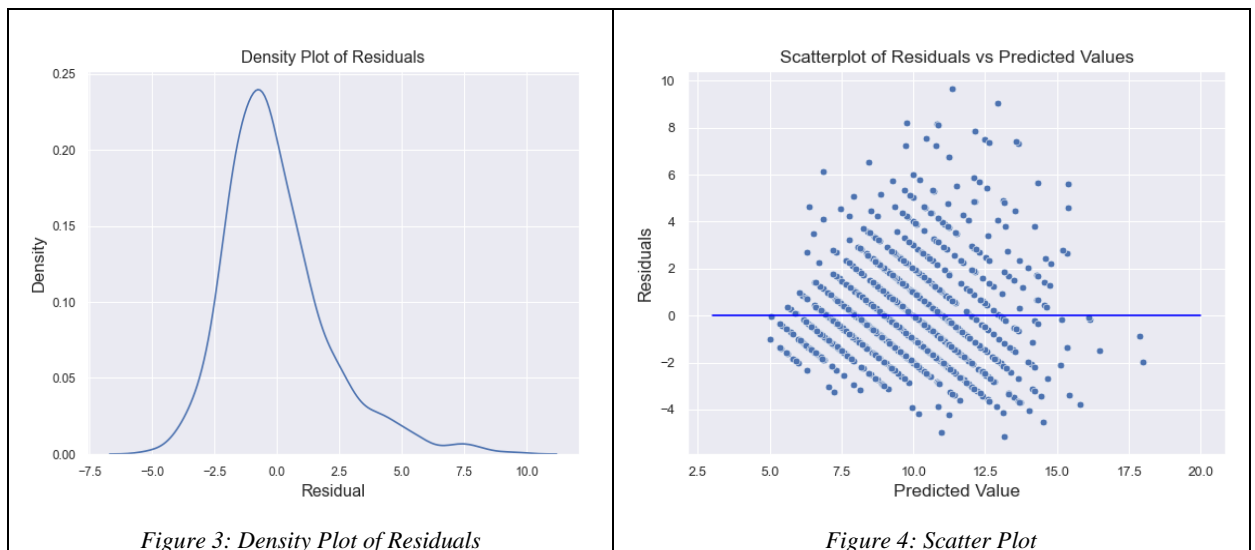 Density Plot of Residuals
0.25
0.20
0.15
0.10
0.05
0.00
Density
−7.5 −5.0 −2.5 0.0 2.5 5.0 7.5 10.0
Residual
Figure 3: Density Plot of Residuals
Scatterplot of Residuals vs Predicted Values
10
8
6
4
2
0
−2
−4
Residuals
2.5 5.0 7.5 10.0 12.5 15.0 17.5 20.0
Predicted Value
Figure 4: Scatter Plot